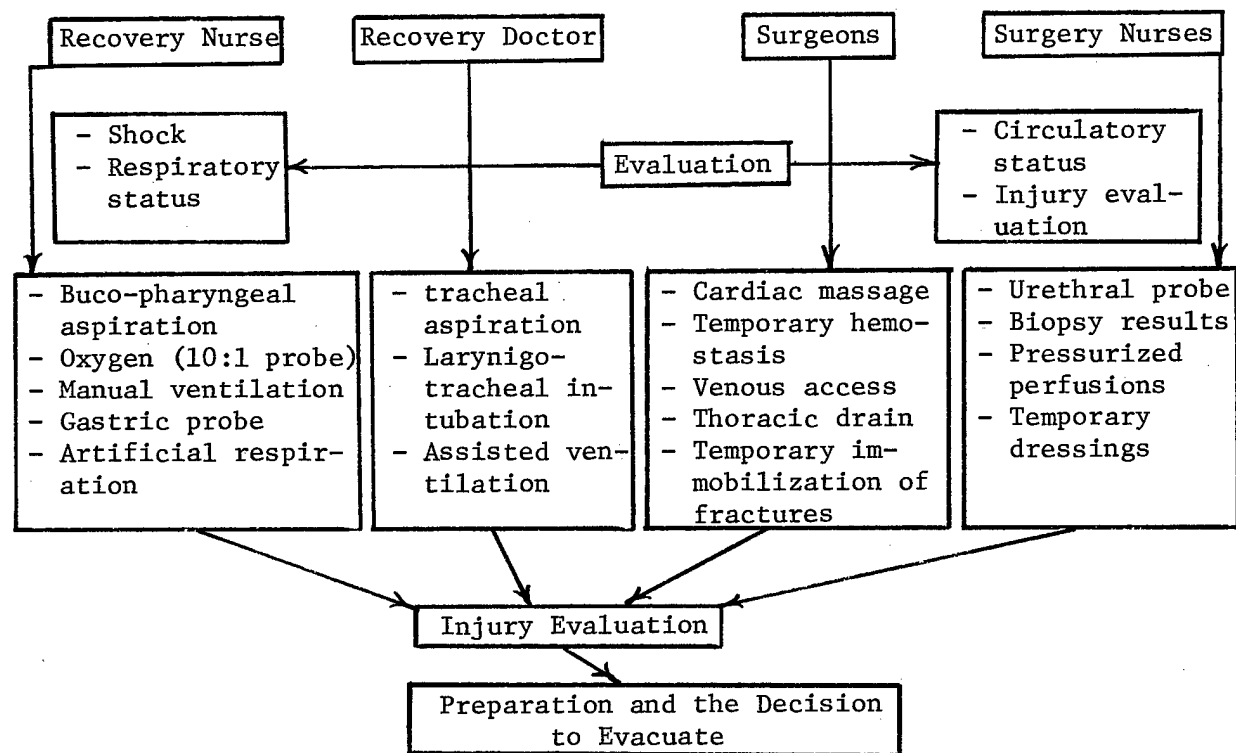 Recovery Nurse
Recovery Doctor
Surgeons
Surgery Nurses
- Shock
- Respiratory
status
Evaluation
- Circulatory
status
- Injury eval-
uation
- Buco-pharyngeal
aspiration
- Oxygen (10:1 probe)
- Manual ventilation
- Gastric probe
- Artificial respir-
ation
- tracheal
aspiration
- Larynigo-
tracheal in-
tubation
- Assisted ven-
tilation
- Cardiac massage
- Temporary hemo-
stasis
- Venous access
- Thoracic drain
- Temporary im-
mobilization of
fractures
- Urethral probe
- Biopsy results
- Pressurized
perfusions
- Temporary
dressings
Injury Evaluation
Preparation and the Decision
to Evacuate